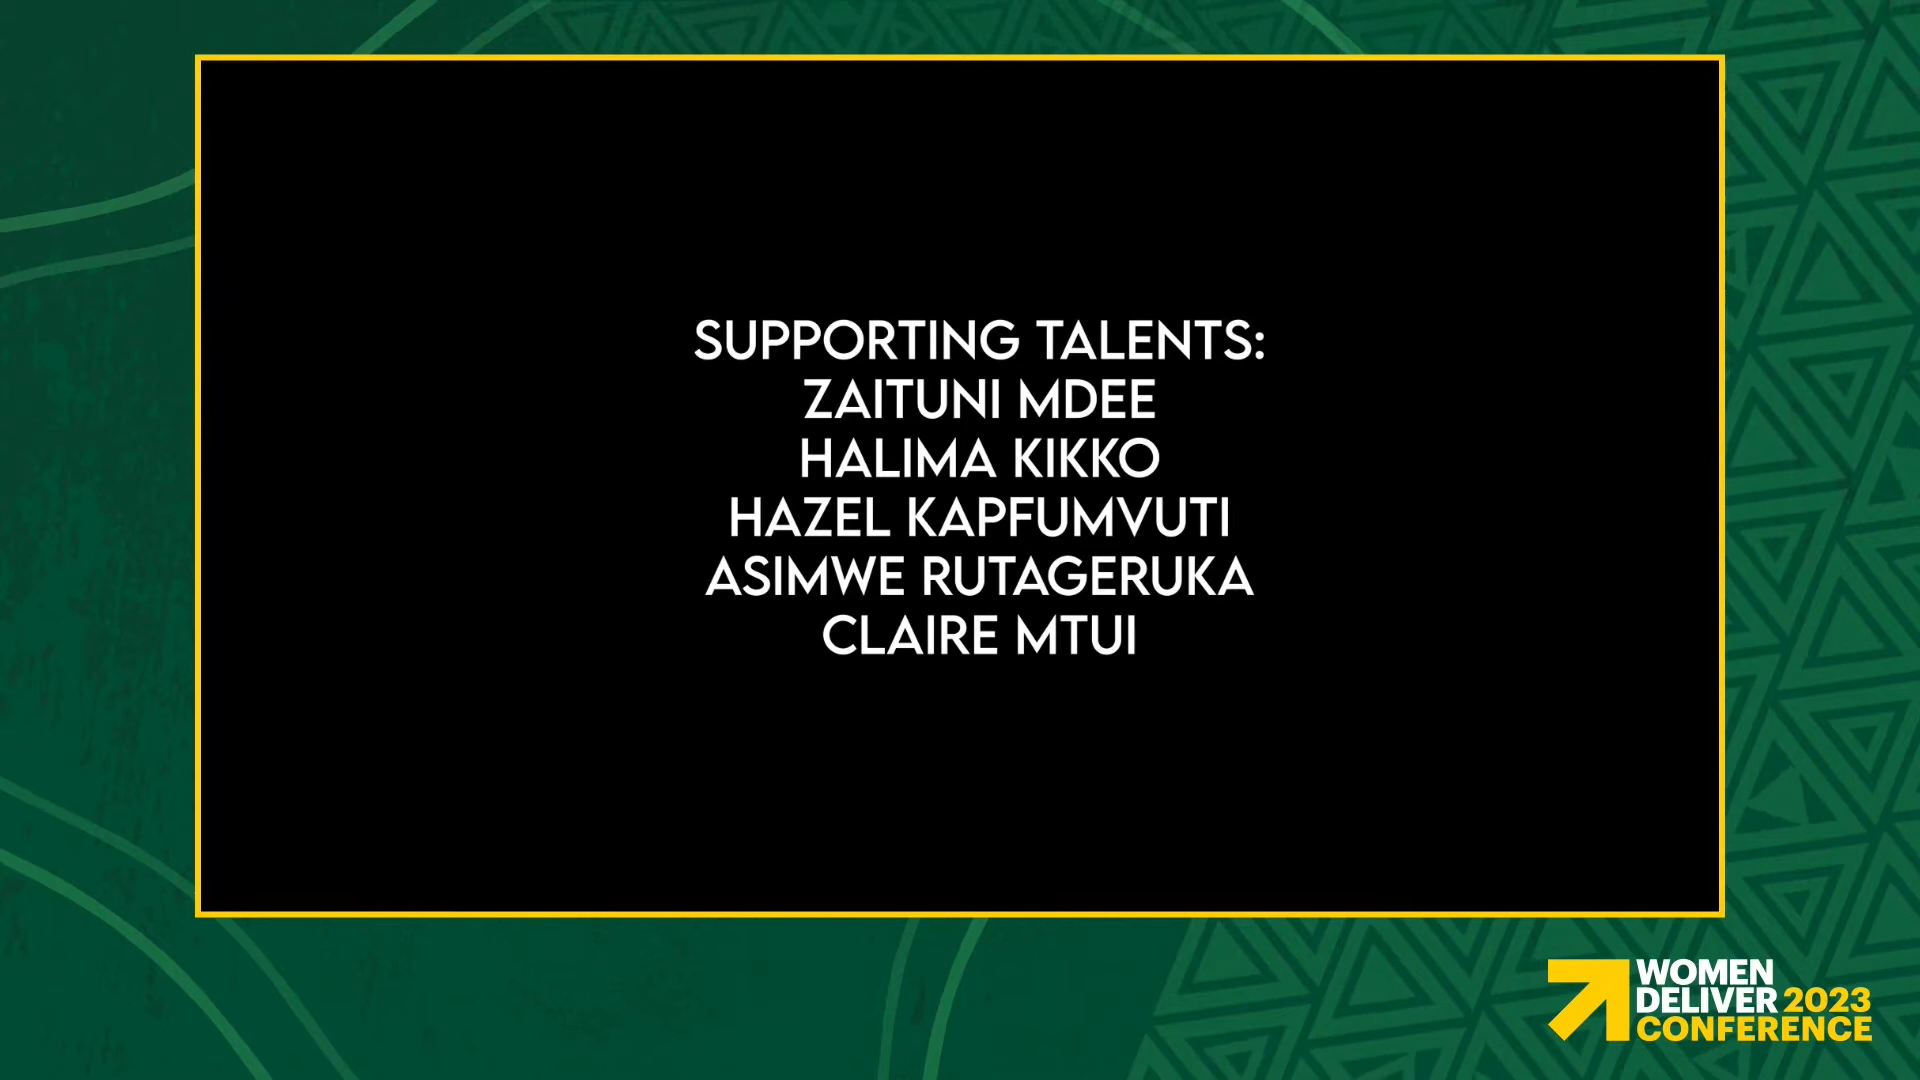 SUPPORTING TALENTS:
ZAITUNI MDEE
HALIMA KIKKO
HAZEL KAPFUMVUTI
ASIMWE RUTAGERUKA
CLAIRE MTUI
WOMEN
DELIVER 2023
CONFERENCE